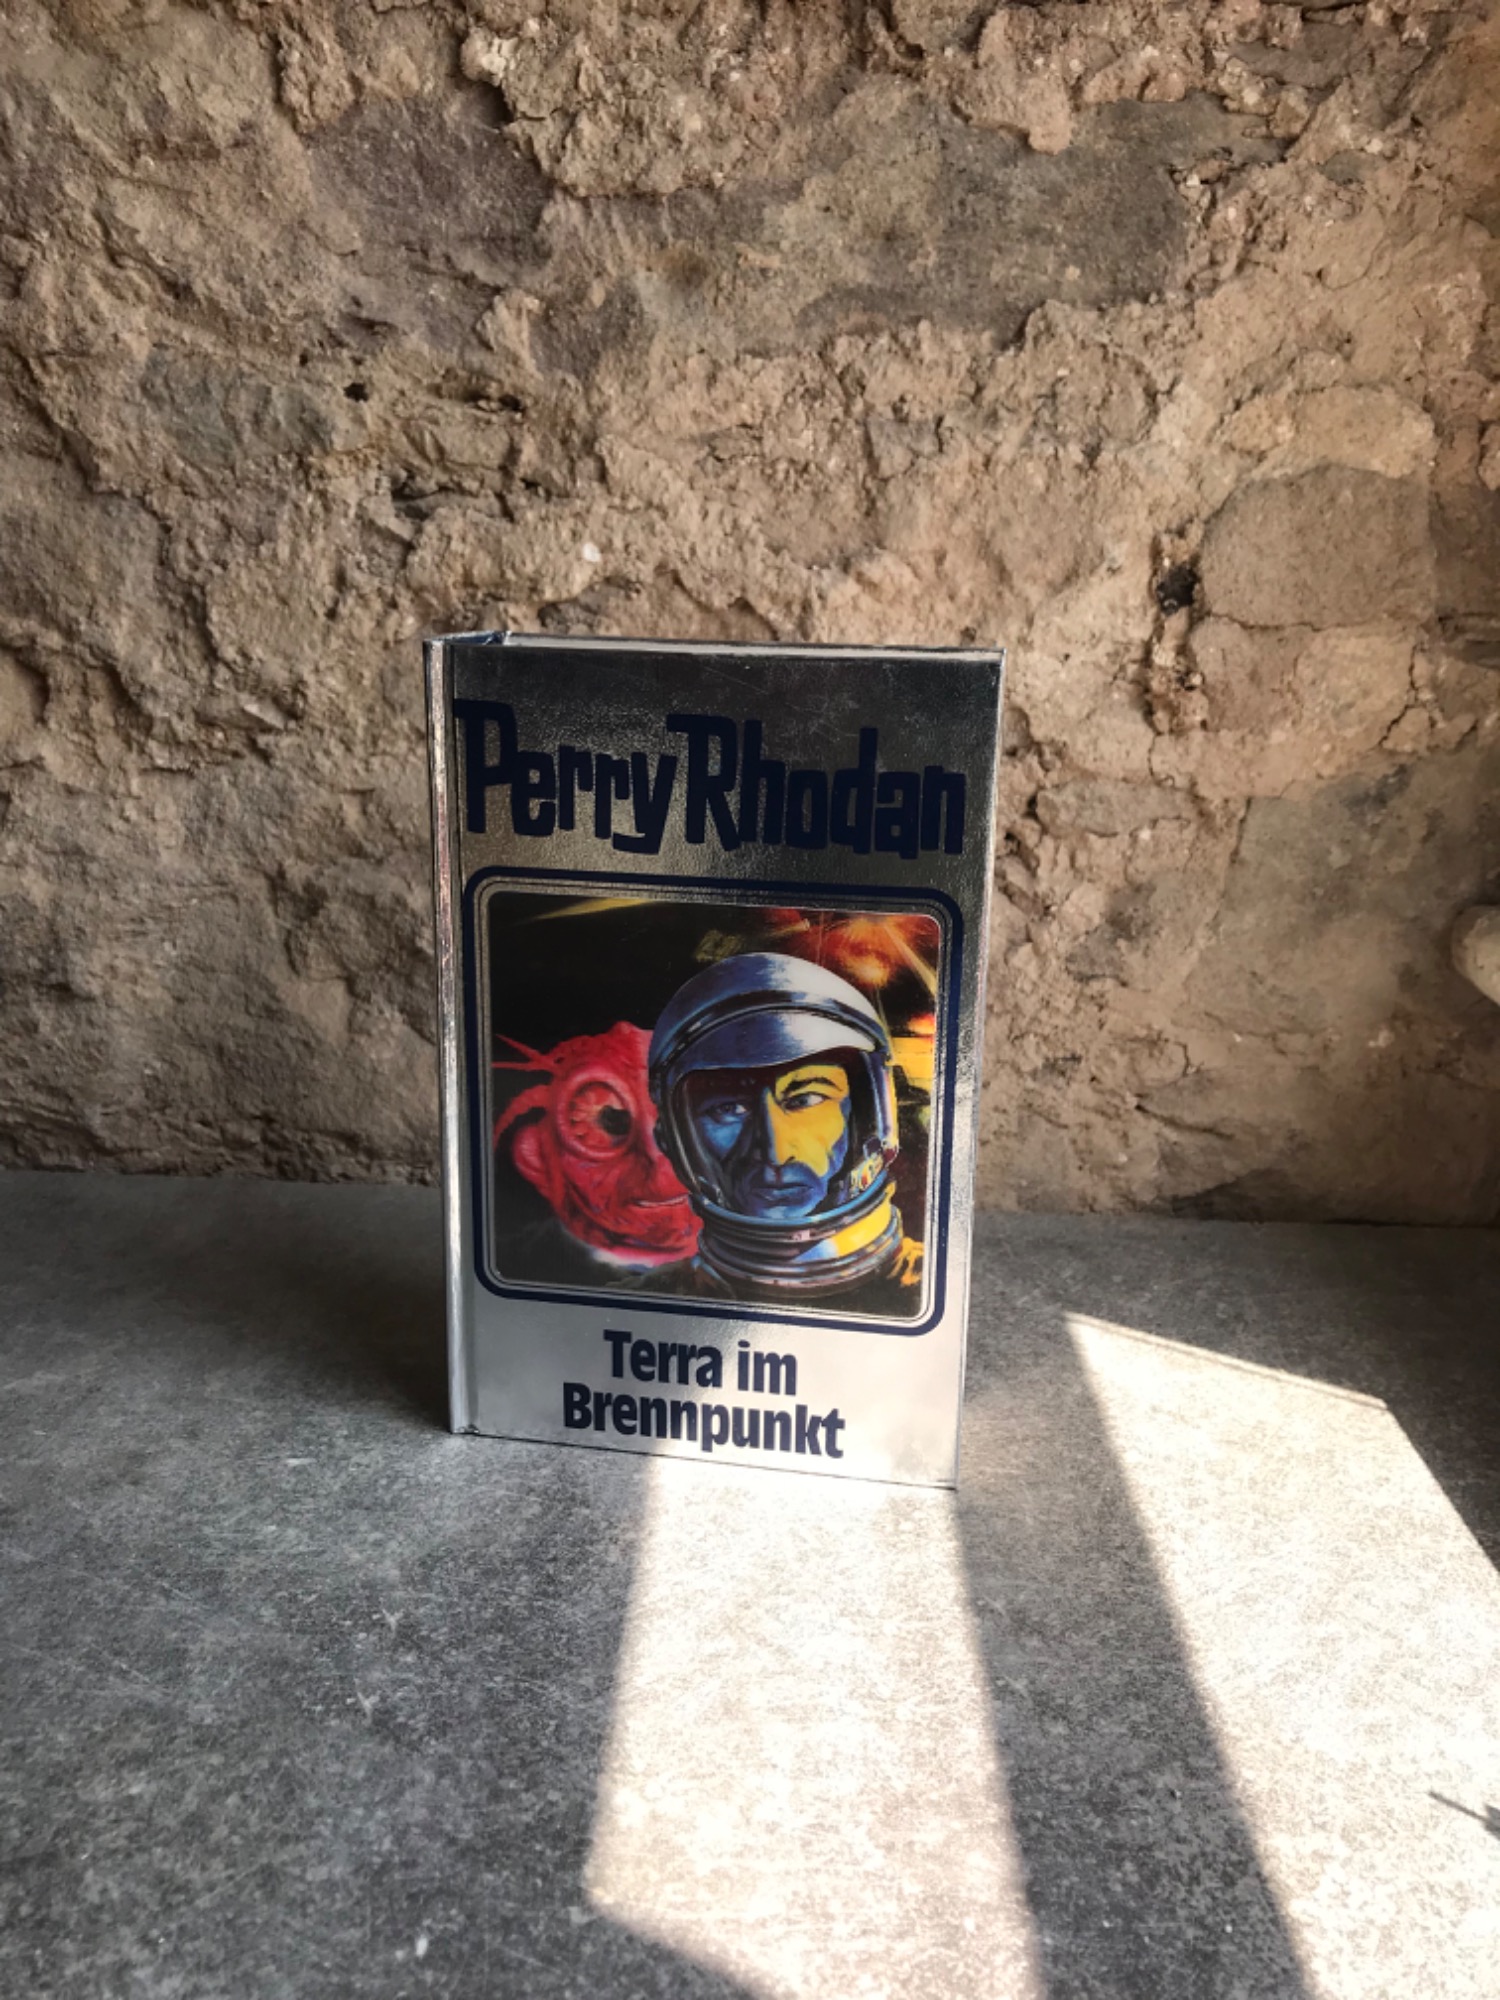 Perry Rhodan
Terra im
Brennpunkt